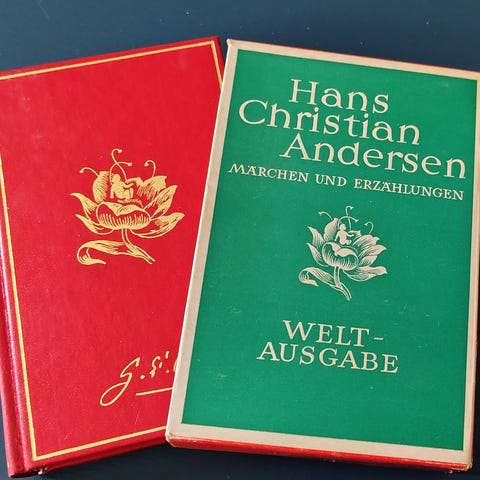 Hans
Christian
Andersen
MÄRCHEN UND ERZÄHLUNGEN
WELT-
AUSGABE